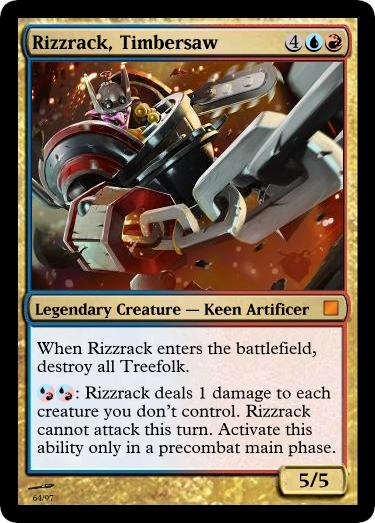 Rizzrack, Timbersaw 4
Legendary Creature — Keen Artificer
When Rizzrack enters the battlefield,
destroy all Treefolk.
: Rizzrack deals 1 damage to each
creature you don't control. Rizzrack
cannot attack this turn. Activate this
ability only in a precombat main phase.
5/5
64/97